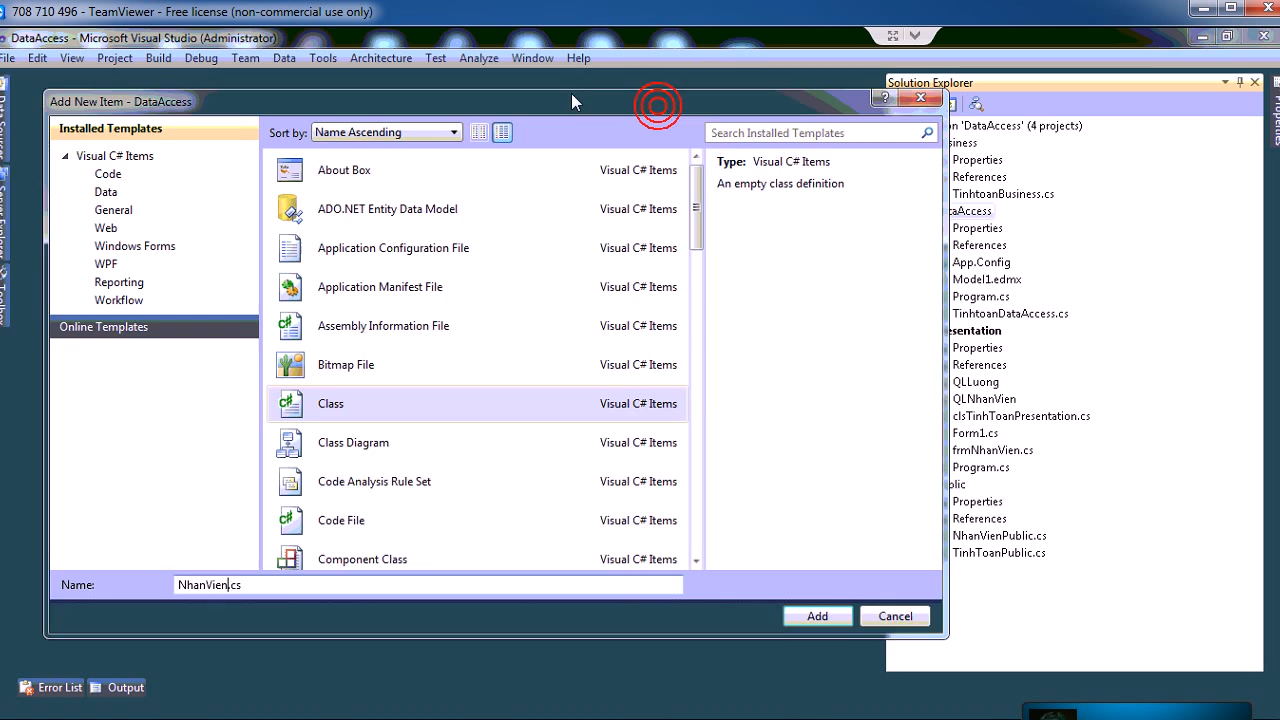 708 710 496 - TeamViewer - Free license (non-commercial use only)
DataAccess - Microsoft Visual Studio (Administrator)
File Edit View Project Build Debug Team Data Tools Architecture Test Analyze Window Help
Solution Explorer
Add New Item - DataAccess
Installed Templates
Visual C# Items
Code
Data
General
Web
Windows Forms
WPF
Reporting
Workflow
Online Templates
Sort by: Name Ascending
Search Installed Templates
About Box Visual C# Items
ADO.NET Entity Data Model Visual C# Items
Application Configuration File Visual C# Items
Application Manifest File Visual C# Items
Assembly Information File Visual C# Items
Bitmap File Visual C# Items
Class Visual C# Items
Class Diagram Visual C# Items
Code Analysis Rule Set Visual C# Items
Code File Visual C# Items
Component Class Visual C# Items
Type: Visual C# Items
An empty class definition
Name: NhanVien.cs
Add Cancel
on 'DataAccess' (4 projects)
siness
Properties
References
TinhtoanBusiness.cs
taAccess
Properties
References
App.Config
Model1.edmx
Program.cs
TinhtoanDataAccess.cs
esentation
Properties
References
QLLuong
QLNhanVien
clsTinhToanPresentation.cs
Form1.cs
frmNhanVien.cs
Program.cs
blic
Properties
References
NhanVienPublic.cs
TinhToanPublic.cs
Data Sources
Server Explorer
Toolbox
Properties
Error List Output